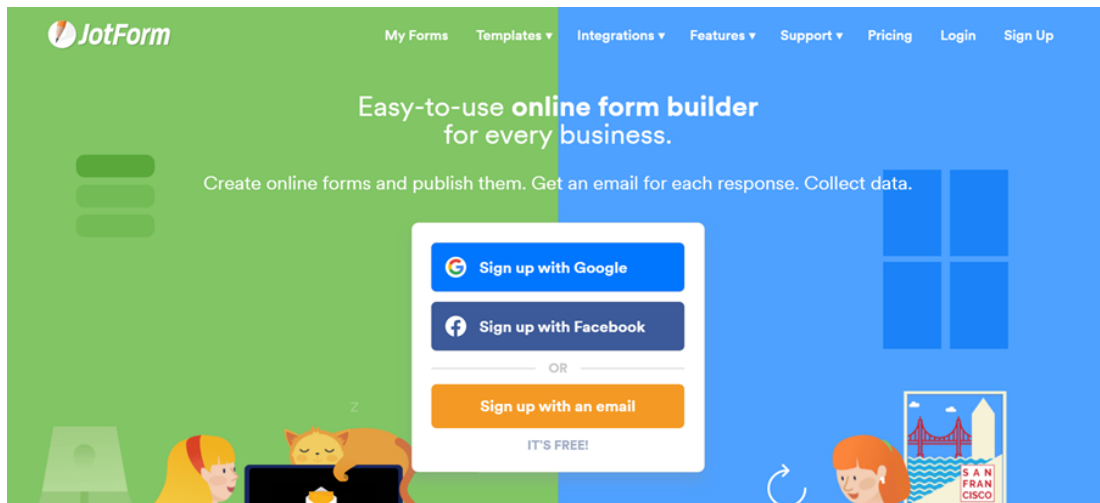 JotForm
My Forms Templates ▾ Integrations ▾ Features ▾ Support ▾ Pricing Login Sign Up
Easy-to-use online form builder
for every business.
Create online forms and publish them. Get an email for each response. Collect data.
Sign up with Google
Sign up with Facebook
OR
Sign up with an email
IT'S FREE!
Z
SAN
FRAN
CISCO